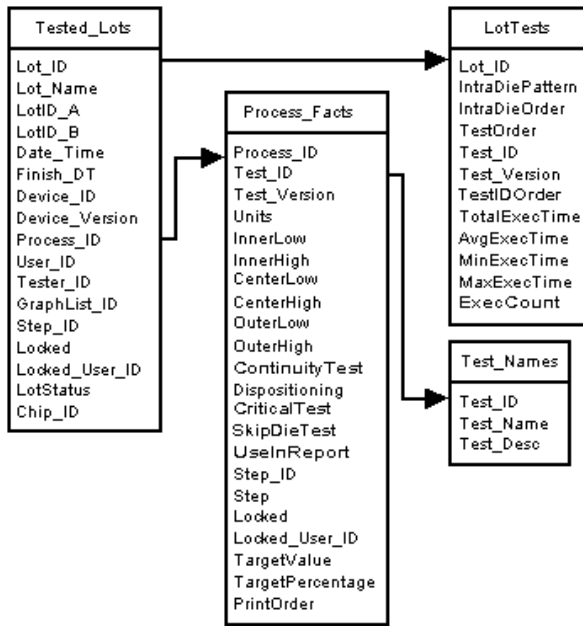 Tested_Lots
Lot_ID
Lot_Name
LotID_A
LotID_B
Date_Time
Finish_DT
Device_ID
Device_Version
Process_ID
User_ID
Tester_ID
GraphList_ID
Step_ID
Locked
Locked_User_ID
LotStatus
Chip_ID
Process_Facts
Process_ID
Test_ID
Test_Version
Units
InnerLow
InnerHigh
CenterLow
CenterHigh
OuterLow
OuterHigh
ContinuityTest
Dispositioning
CriticalTest
SkipDieTest
UseInReport
Step_ID
Step
Locked
Locked_User_ID
TargetValue
TargetPercentage
PrintOrder
LotTests
Lot_ID
IntraDiePattern
IntraDieOrder
TestOrder
Test_ID
Test_Version
TestIDOrder
TotalExecTime
AvgExecTime
MinExecTime
MaxExecTime
ExecCount
Test_Names
Test_ID
Test_Name
Test_Desc